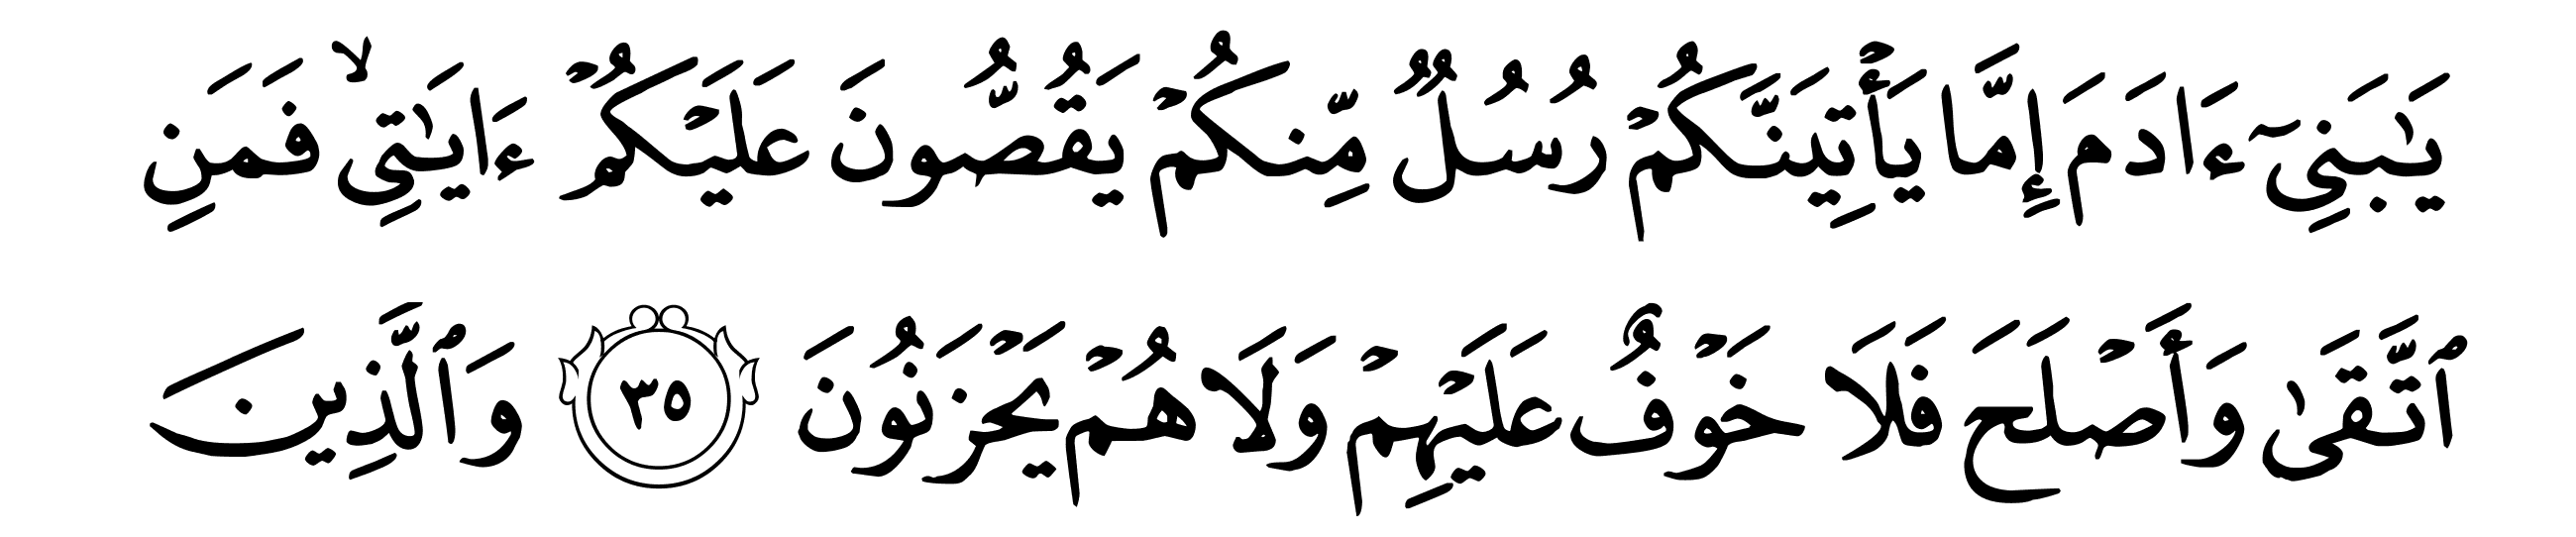 يَـٰبَنِىٓ ءَادَمَ إِمَّا يَأْتِيَنَّكُمْ رُسُلٌ مِّنكُمْ يَقُصُّونَ عَلَيْكُمْ ءَايَـٰتِى ۙ فَمَنِ
ٱتَّقَىٰ وَأَصْلَحَ فَلَا خَوْفٌ عَلَيْهِمْ وَلَا هُمْ يَحْزَنُونَ ٣٥ وَٱلَّذِينَ